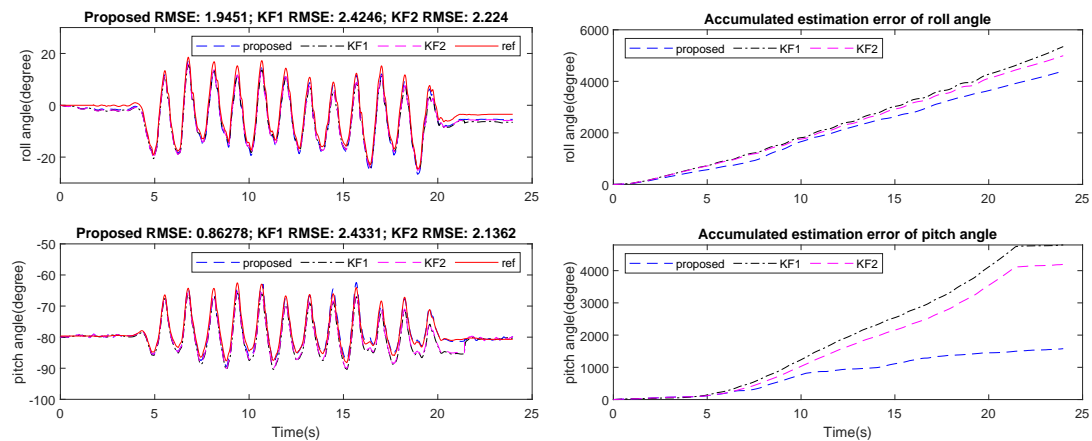 Proposed RMSE: 1.9451; KF1 RMSE: 2.4246; KF2 RMSE: 2.224
proposed KF1 KF2 ref
20
0
-20
roll angle(degree)
0 5 10 15 20 25
Accumulated estimation error of roll angle
proposed KF1 KF2
6000
4000
2000
0
roll angle(degree)
0 5 10 15 20 25
Proposed RMSE: 0.86278; KF1 RMSE: 2.4331; KF2 RMSE: 2.1362
proposed KF1 KF2 ref
-50
-60
-70
-80
-90
-100
pitch angle(degree)
0 5 10 15 20 25
Time(s)
Accumulated estimation error of pitch angle
proposed KF1 KF2
4000
3000
2000
1000
0
pitch angle(degree)
0 5 10 15 20 25
Time(s)